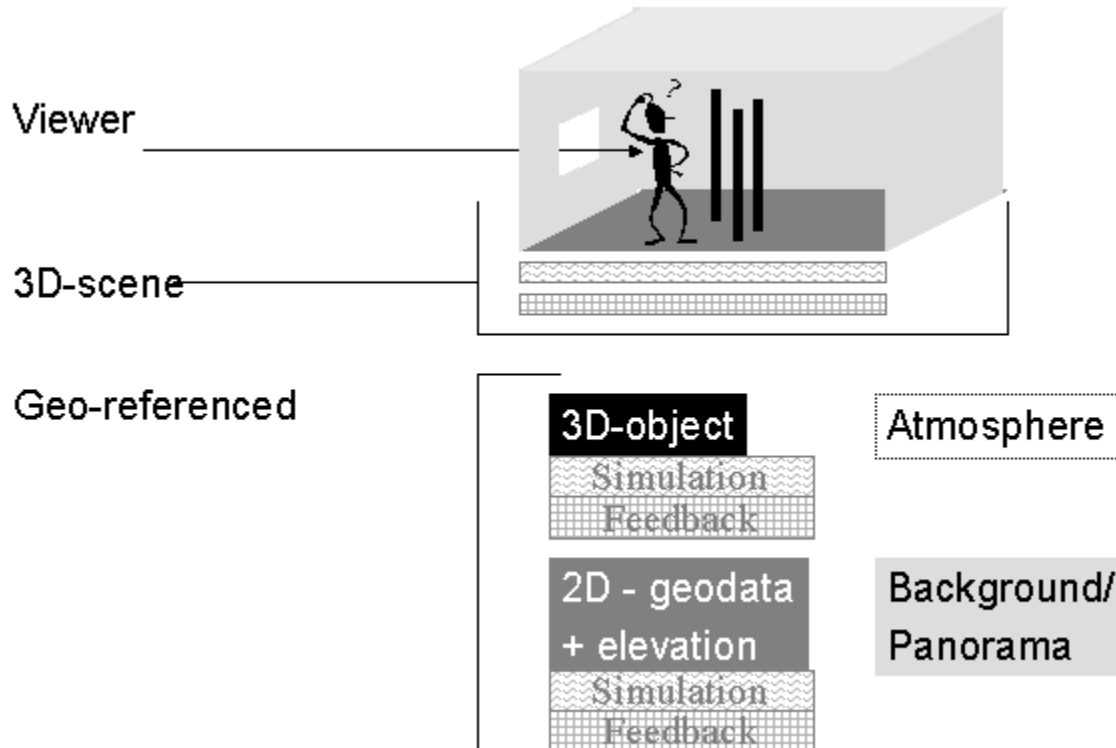 ?
Viewer
3D-scene
Geo-referenced
3D-object
Atmosphere
Simulation
Feedback
2D - geodata
+ elevation
Background/
Panorama
Simulation
Feedback